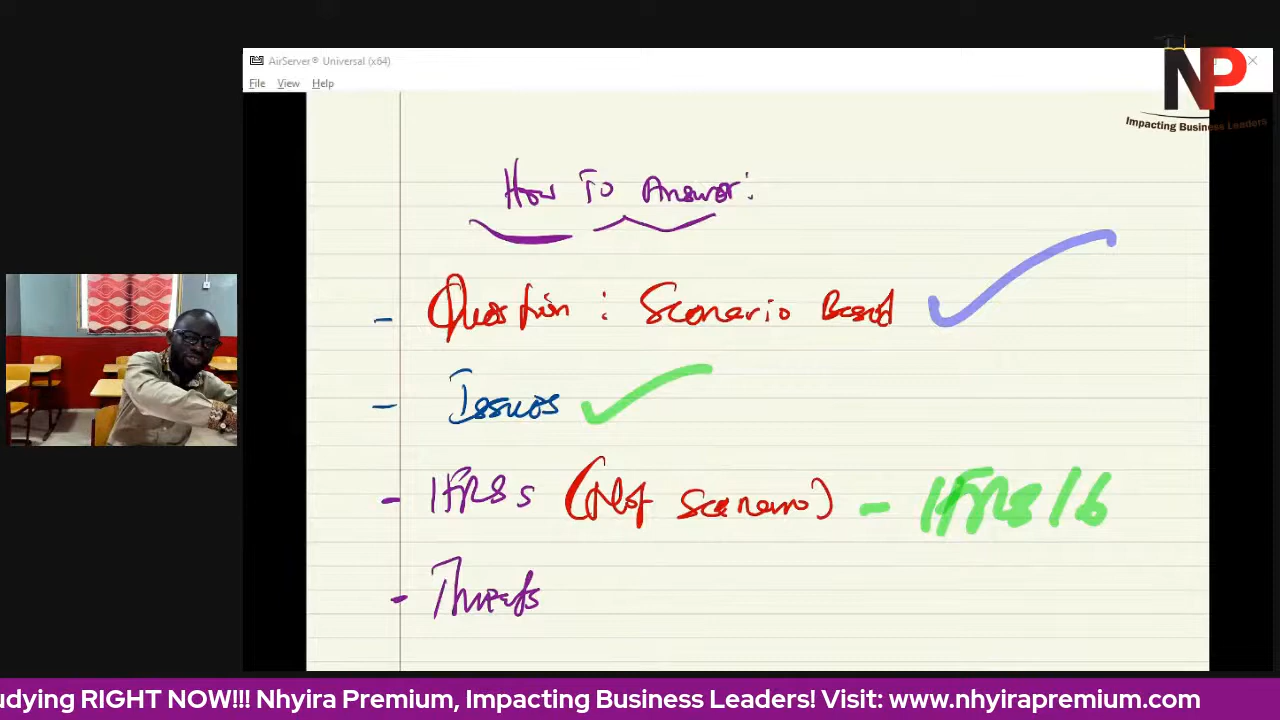 AirServer® Universal (x64)
File View Help
NP
Impacting Business Leaders
How To Answer:
- Question : Scenario Based
- Issues
- IFRSs (Not Scenario) - IFRS 16
- Threats
udying RIGHT NOW!!! Nhyira Premium, Impacting Business Leaders! Visit: www.nhyirapremium.com